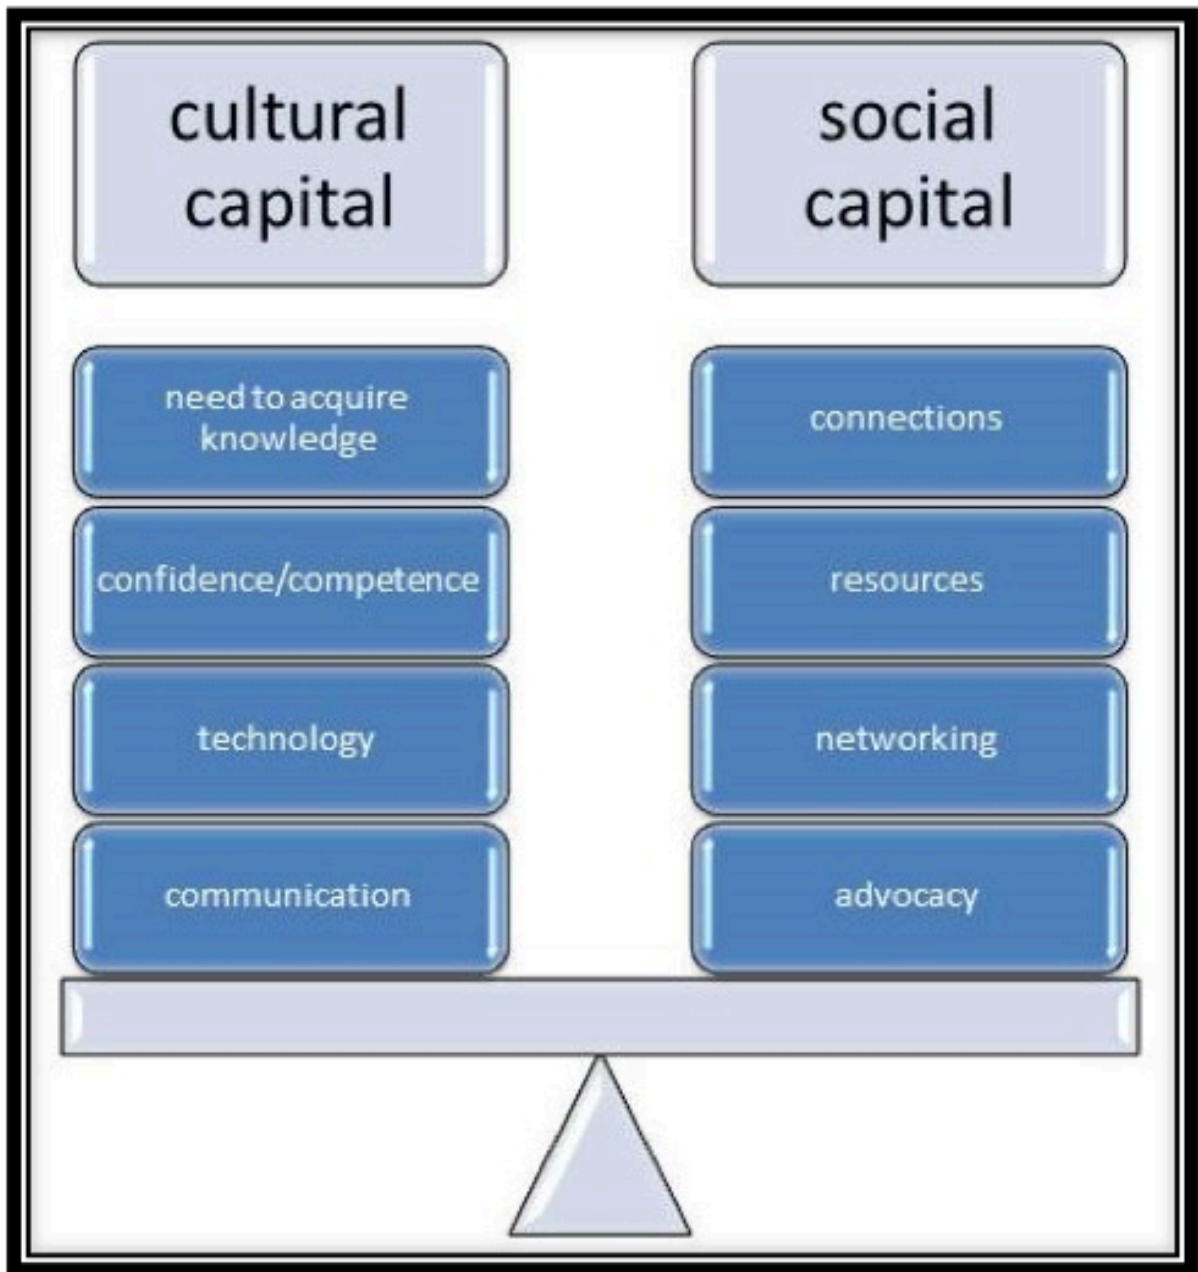 cultural
capital
need to acquire
knowledge
confidence/competence
technology
communication
social
capital
connections
resources
networking
advocacy